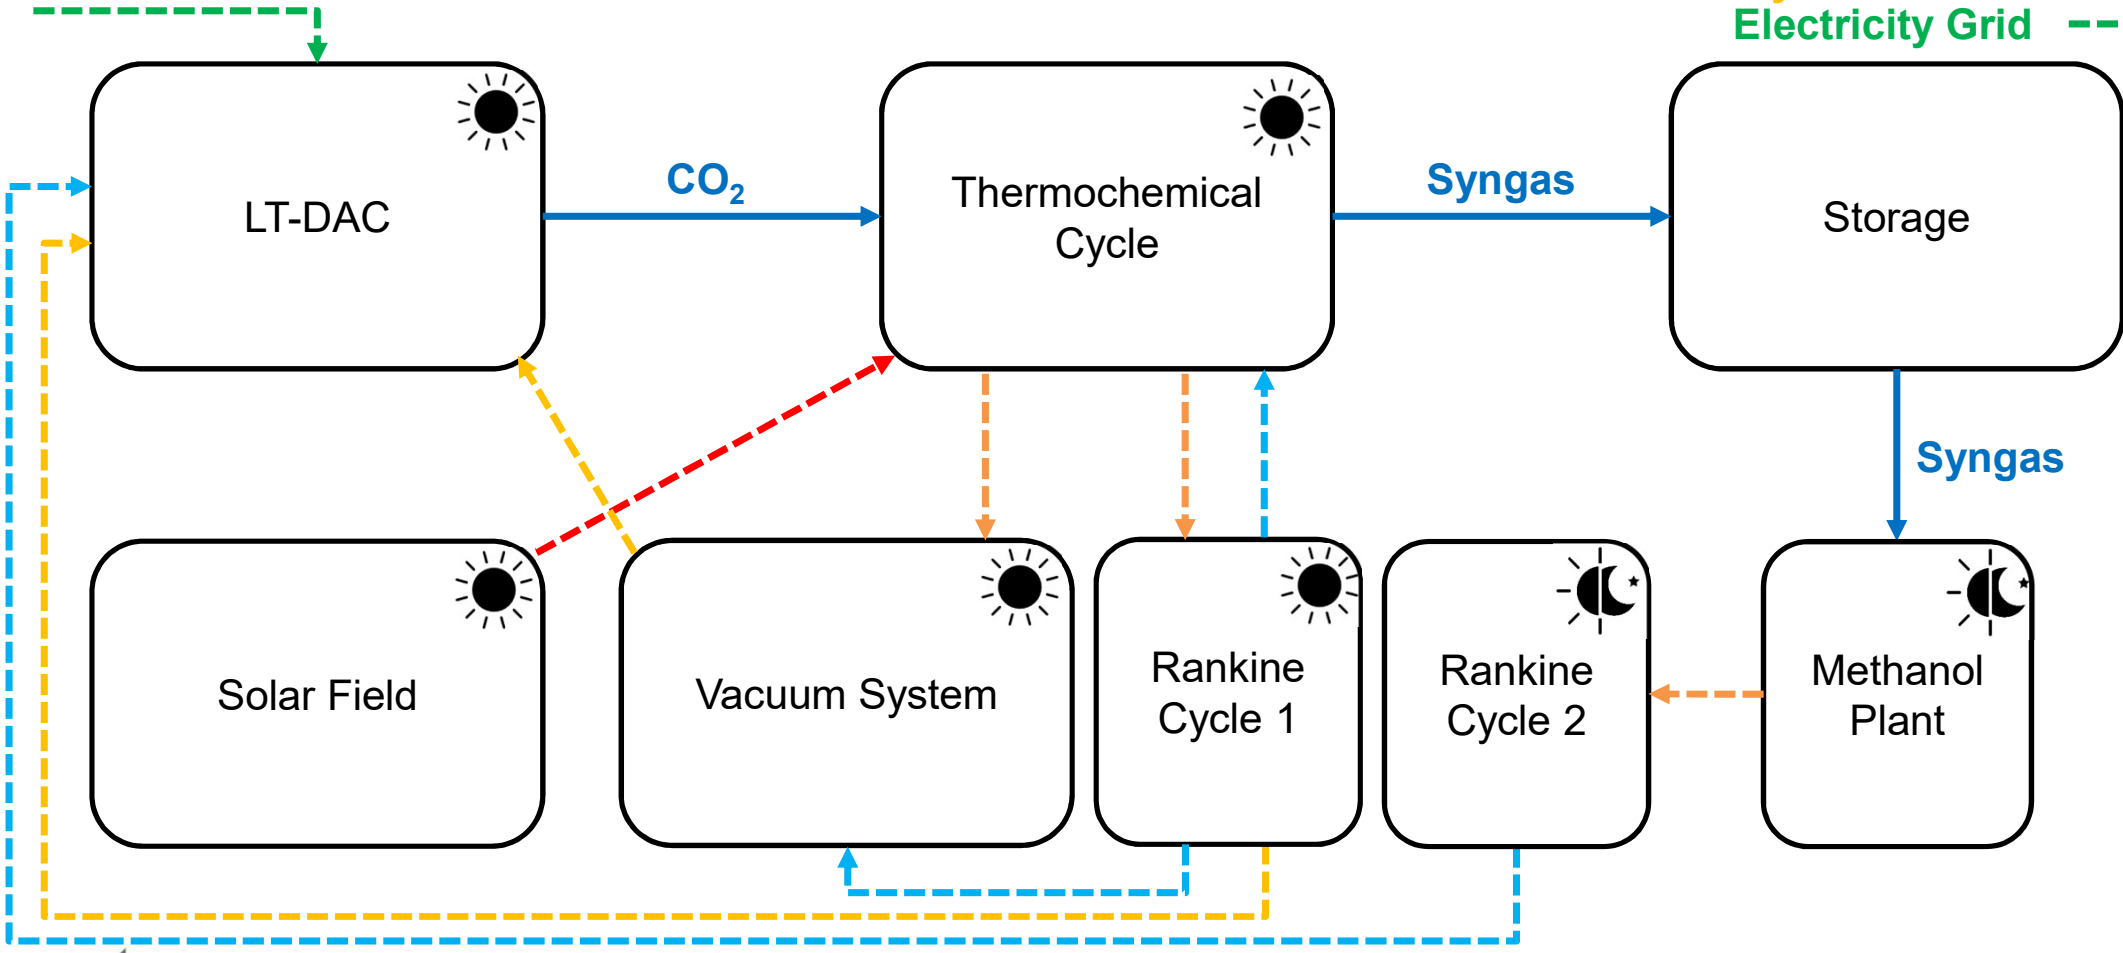 Electricity Grid
LT-DAC
CO₂
Thermochemical
Cycle
Syngas
Storage
Syngas
Solar Field
Vacuum System
Rankine
Cycle 1
Rankine
Cycle 2
Methanol
Plant